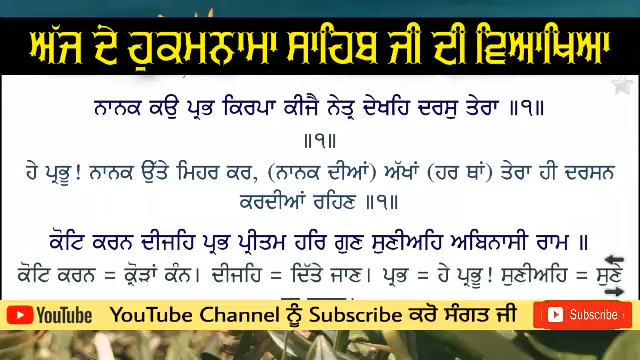 ਅੱਜ ਦੇ ਹੁਕਮਨਾਮਾ ਸਾਹਿਬ ਜੀ ਦੀ ਵਿਆਖਿਆ
ਨਾਨਕ ਕਉ ਪ੍ਰਭ ਕਿਰਪਾ ਕੀਜੈ ਨੇਤ੍ਰ ਦੇਖਹਿ ਦਰਸੁ ਤੇਰਾ ॥੧॥
॥੧॥
ਹੇ ਪ੍ਰਭੂ! ਨਾਨਕ ਉੱਤੇ ਮਿਹਰ ਕਰ, (ਨਾਨਕ ਦੀਆਂ) ਅੱਖਾਂ (ਹਰ ਥਾਂ) ਤੇਰਾ ਹੀ ਦਰਸਨ
ਕਰਦੀਆਂ ਰਹਿਣ ॥੧॥
ਕੋਟਿ ਕਰਨ ਦੀਜਹਿ ਪ੍ਰਭ ਪ੍ਰੀਤਮ ਹਰਿ ਗੁਣ ਸੁਣੀਅਹਿ ਅਬਿਨਾਸੀ ਰਾਮ ॥
ਕੋਟਿ ਕਰਨ = ਕ੍ਰੋੜਾਂ ਕੰਨ। ਦੀਜਹਿ = ਦਿੱਤੇ ਜਾਣ। ਪ੍ਰਭ = ਹੇ ਪ੍ਰਭੂ! ਸੁਣੀਅਹਿ = ਸੁਣੇ
YouTube YouTube Channel ਨੂੰ Subscribe ਕਰੋ ਸੰਗਤ ਜੀ Subscribe